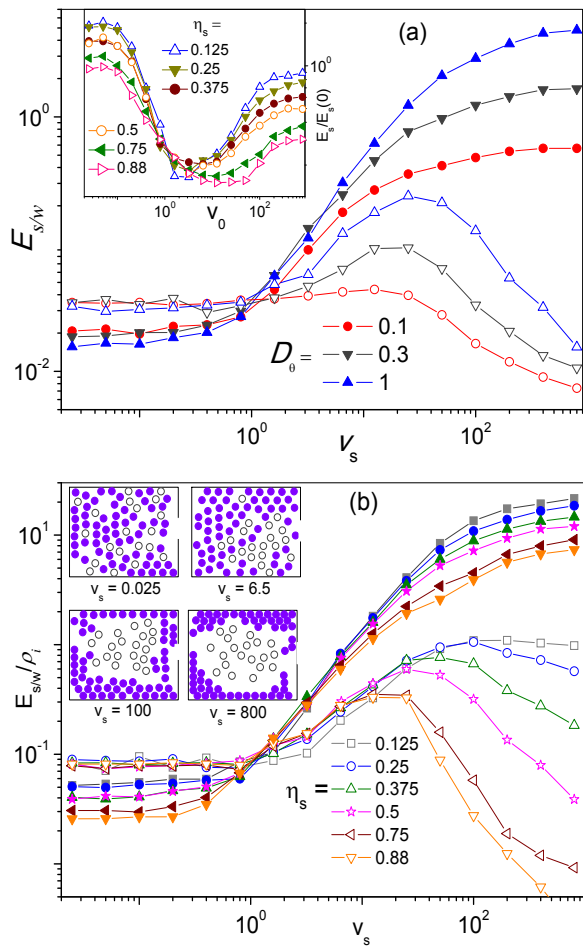 (a)
η_s =
0.125
0.25
0.375
0.5
0.75
0.88
10^0
E_s/E_s(0)
10^0 10^2
v_0
10^0
10^-2
E_s/w
D_θ =
0.1
0.3
1
10^0 10^2
v_s
(b)
10^1
10^-1
E_s/w/ρ_i
v_s = 0.025
v_s = 6.5
v_s = 100
v_s = 800
η_s =
0.125
0.25
0.375
0.5
0.75
0.88
10^0 10^2
v_s